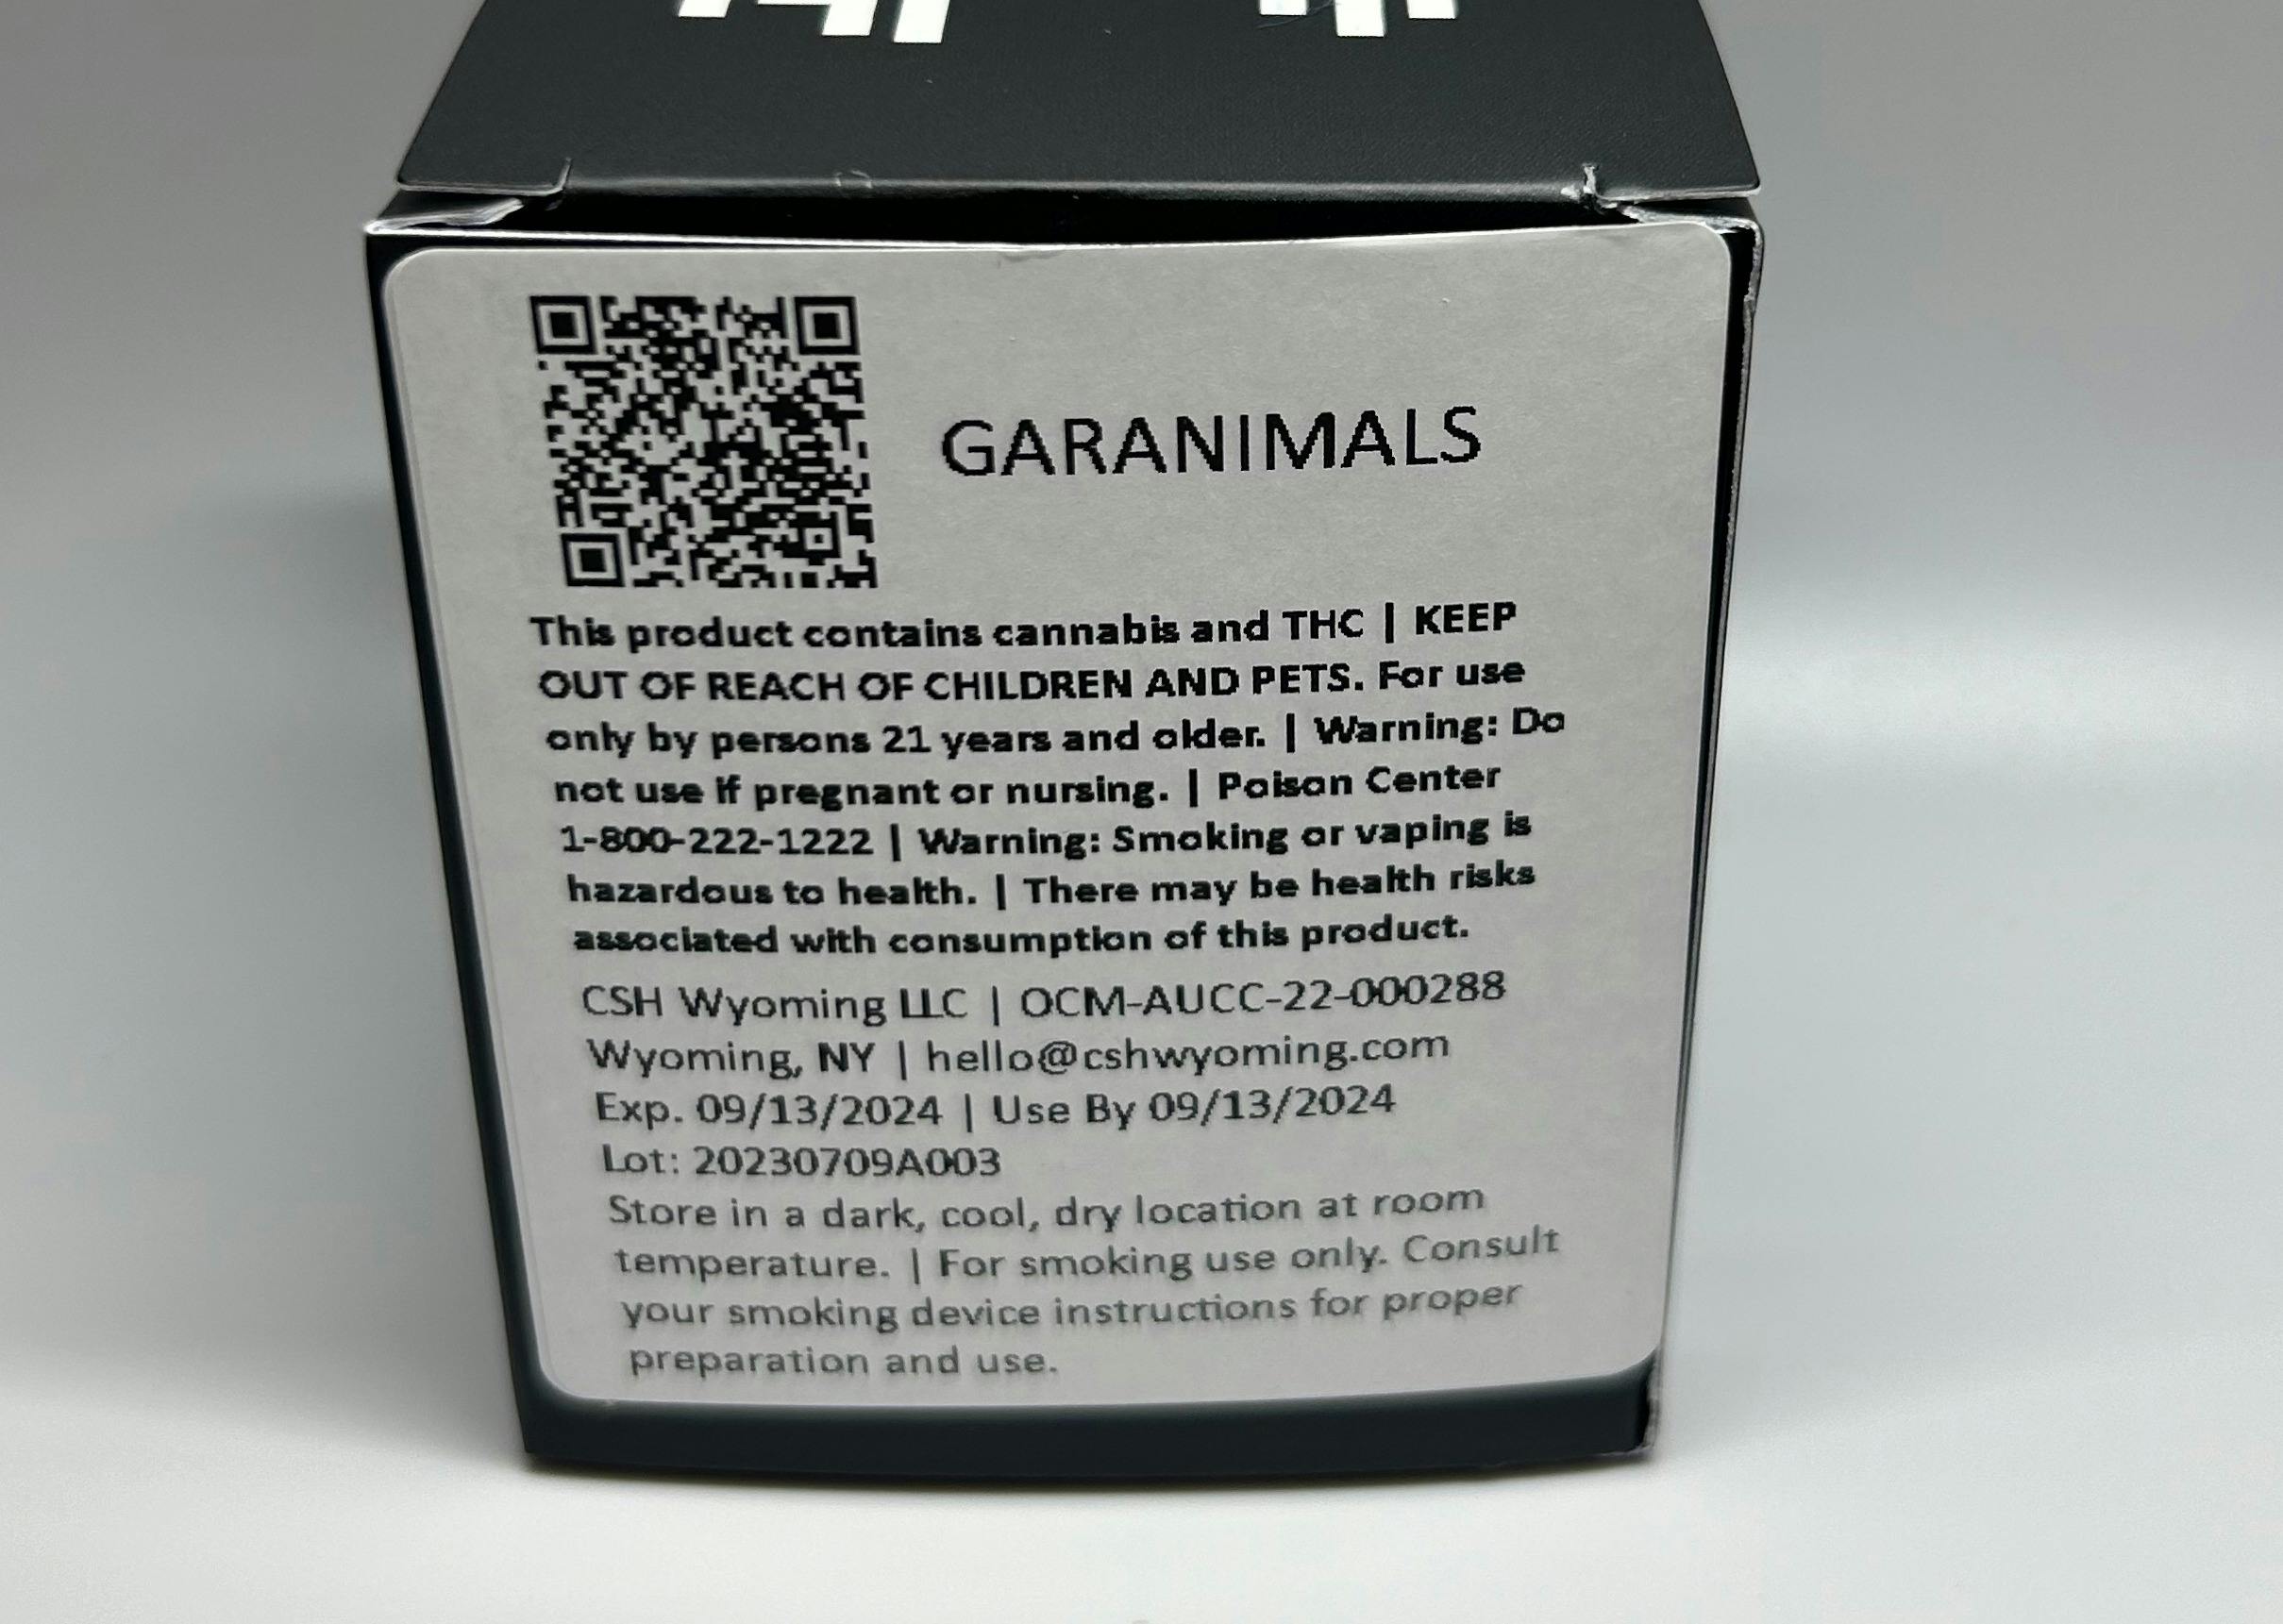 GARANIMALS
This product contains cannabis and THC | KEEP
OUT OF REACH OF CHILDREN AND PETS. For use
only by persons 21 years and older. | Warning: Do
not use if pregnant or nursing. | Poison Center
1-800-222-1222 | Warning: Smoking or vaping is
hazardous to health. | There may be health risks
associated with consumption of this product.
CSH Wyoming LLC | OCM-AUCC-22-000288
Wyoming, NY | hello@cshwyoming.com
Exp. 09/13/2024 | Use By 09/13/2024
Lot: 20230709A003
Store in a dark, cool, dry location at room
temperature. | For smoking use only. Consult
your smoking device instructions for proper
preparation and use.